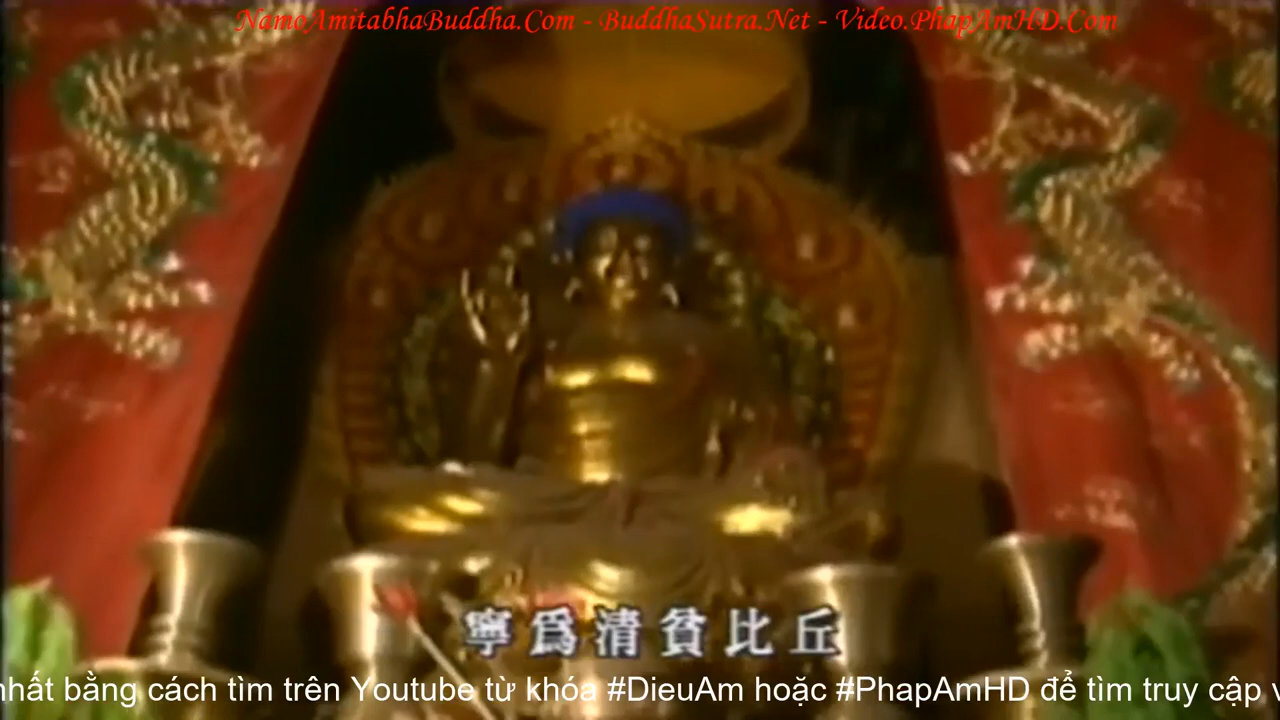 NamoAmitabhaBuddha.Com - BuddhaSutra.Net - Video.PhapAmHD.Com
寧為清貧比丘
nhất bằng cách tìm trên Youtube từ khóa #DieuAm hoặc #PhapAmHD để tìm truy cập v